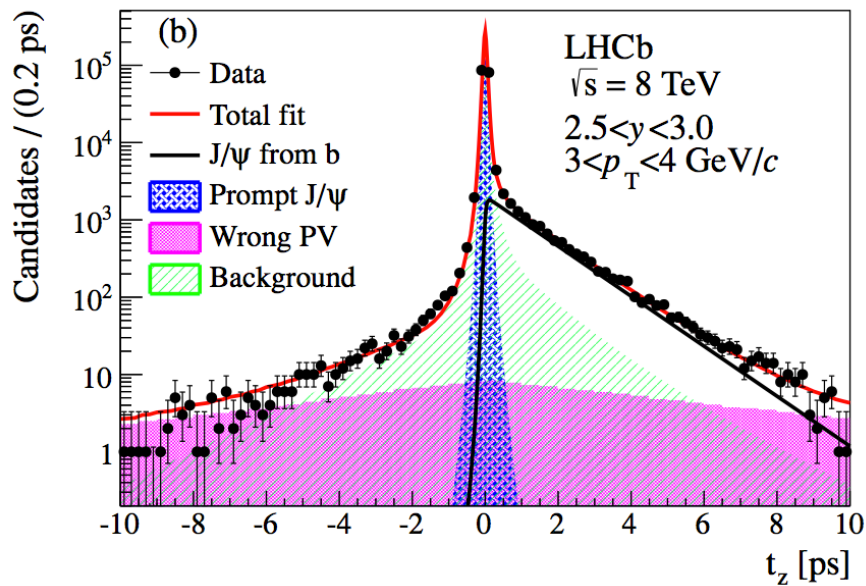 (b)
LHCb
√s = 8 TeV
2.5<y<3.0
3<p_T<4 GeV/c
Data
Total fit
J/ψ from b
Prompt J/ψ
Wrong PV
Background
Candidates / (0.2 ps)
10^5
10^4
10^3
10^2
10
1
-10 -8 -6 -4 -2 0 2 4 6 8 10
t_z [ps]